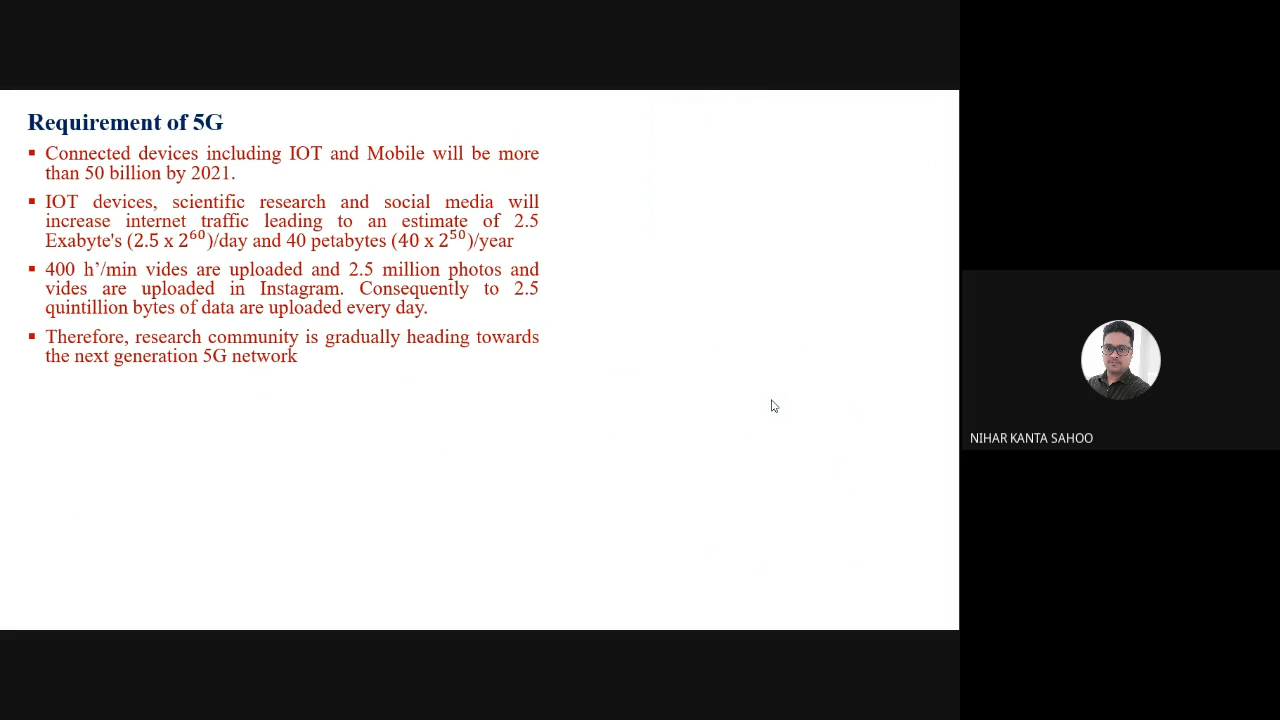 Requirement of 5G
▪ Connected devices including IOT and Mobile will be more
than 50 billion by 2021.
▪ IOT devices, scientific research and social media will
increase internet traffic leading to an estimate of 2.5
Exabyte's (2.5 x 2^60)/day and 40 petabytes (40 x 2^50)/year
▪ 400 h’/min vides are uploaded and 2.5 million photos and
vides are uploaded in Instagram. Consequently to 2.5
quintillion bytes of data are uploaded every day.
▪ Therefore, research community is gradually heading towards
the next generation 5G network
NIHAR KANTA SAHOO